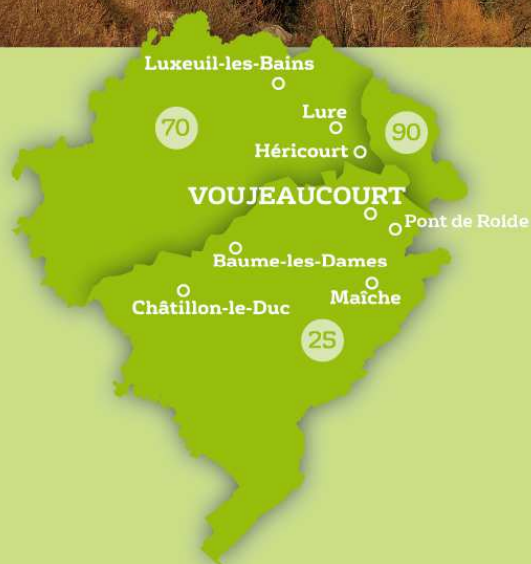 Luxeuil-les-Bains
Lure
70
90
Héricourt
VOUJEAUCOURT
Pont de Roide
Baume-les-Dames
Maîche
Châtillon-le-Duc
25